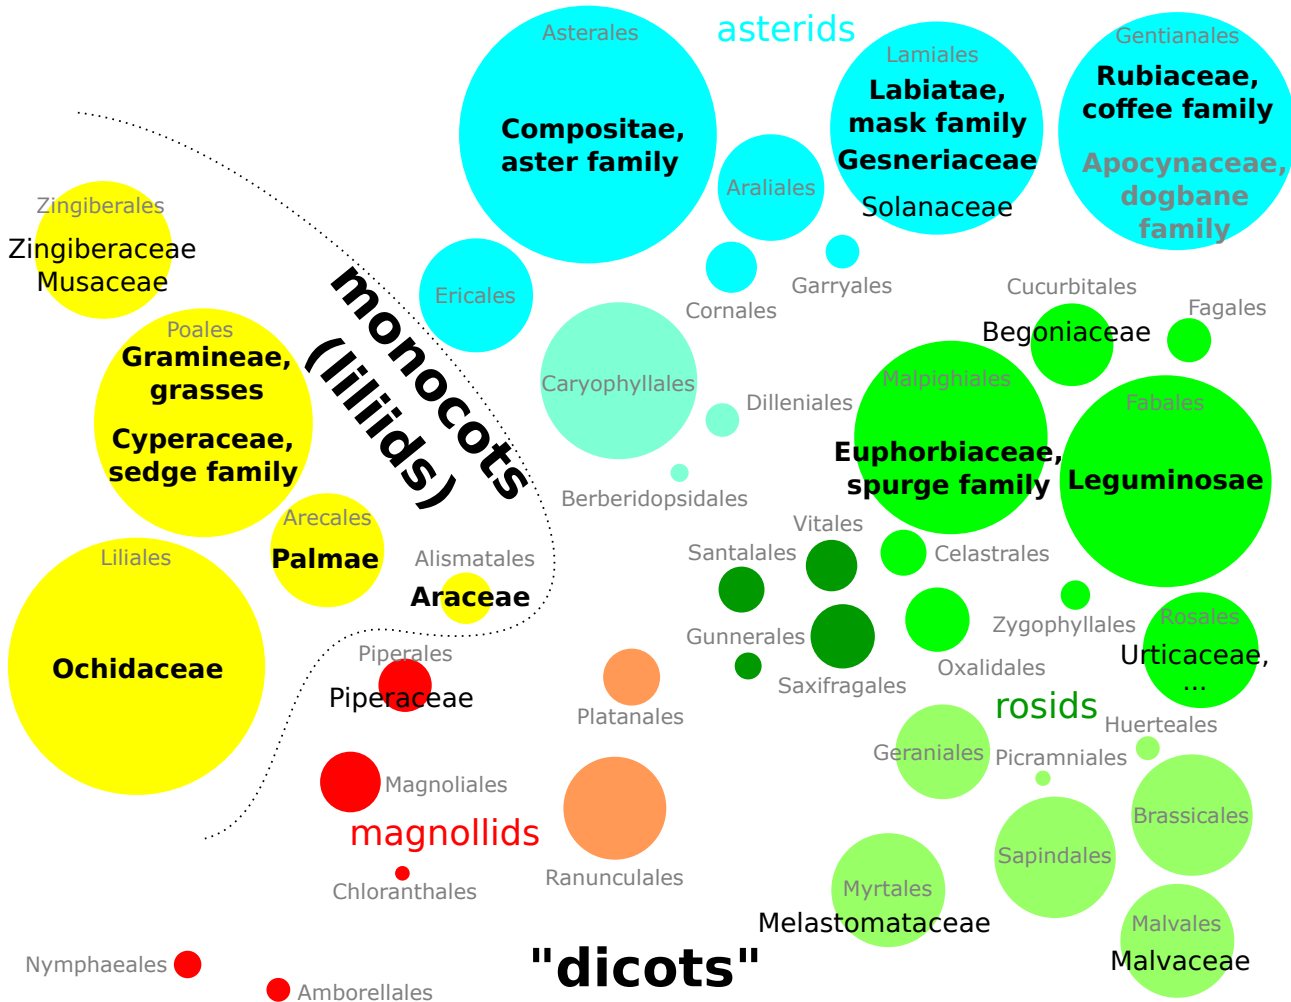 Asterales
asterids
Lamiales
Gentianales
Compositae,
aster family
Labiatae,
mask family
Gesneriaceae
Solanaceae
Rubiaceae,
coffee family
Apocynaceae,
dogbane
family
Araliales
Zingiberales
Zingiberaceae
Musaceae
Ericales
Cornales
Garryales
monocots
(liliids)
Cucurbitales
Begoniaceae
Fagales
Poales
Gramineae,
grasses
Cyperaceae,
sedge family
Caryophyllales
Dilleniales
Berberidopsidales
Malpighiales
Euphorbiaceae,
spurge family
Fabales
Leguminosae
Arecales
Palmae
Alismatales
Araceae
Liliales
Ochidaceae
Vitales
Santalales
Celastrales
Gunnerales
Saxifragales
Oxalidales
Zygophyllales
Rosales
Urticaceae,
...
Piperales
Piperaceae
Platanales
rosids
Huerteales
Geraniales
Picramniales
Magnoliales
magnollids
Chloranthales
Ranunculales
Brassicales
Sapindales
Myrtales
Melastomataceae
Malvales
Malvaceae
"dicots"
Nymphaeales
Amborellales